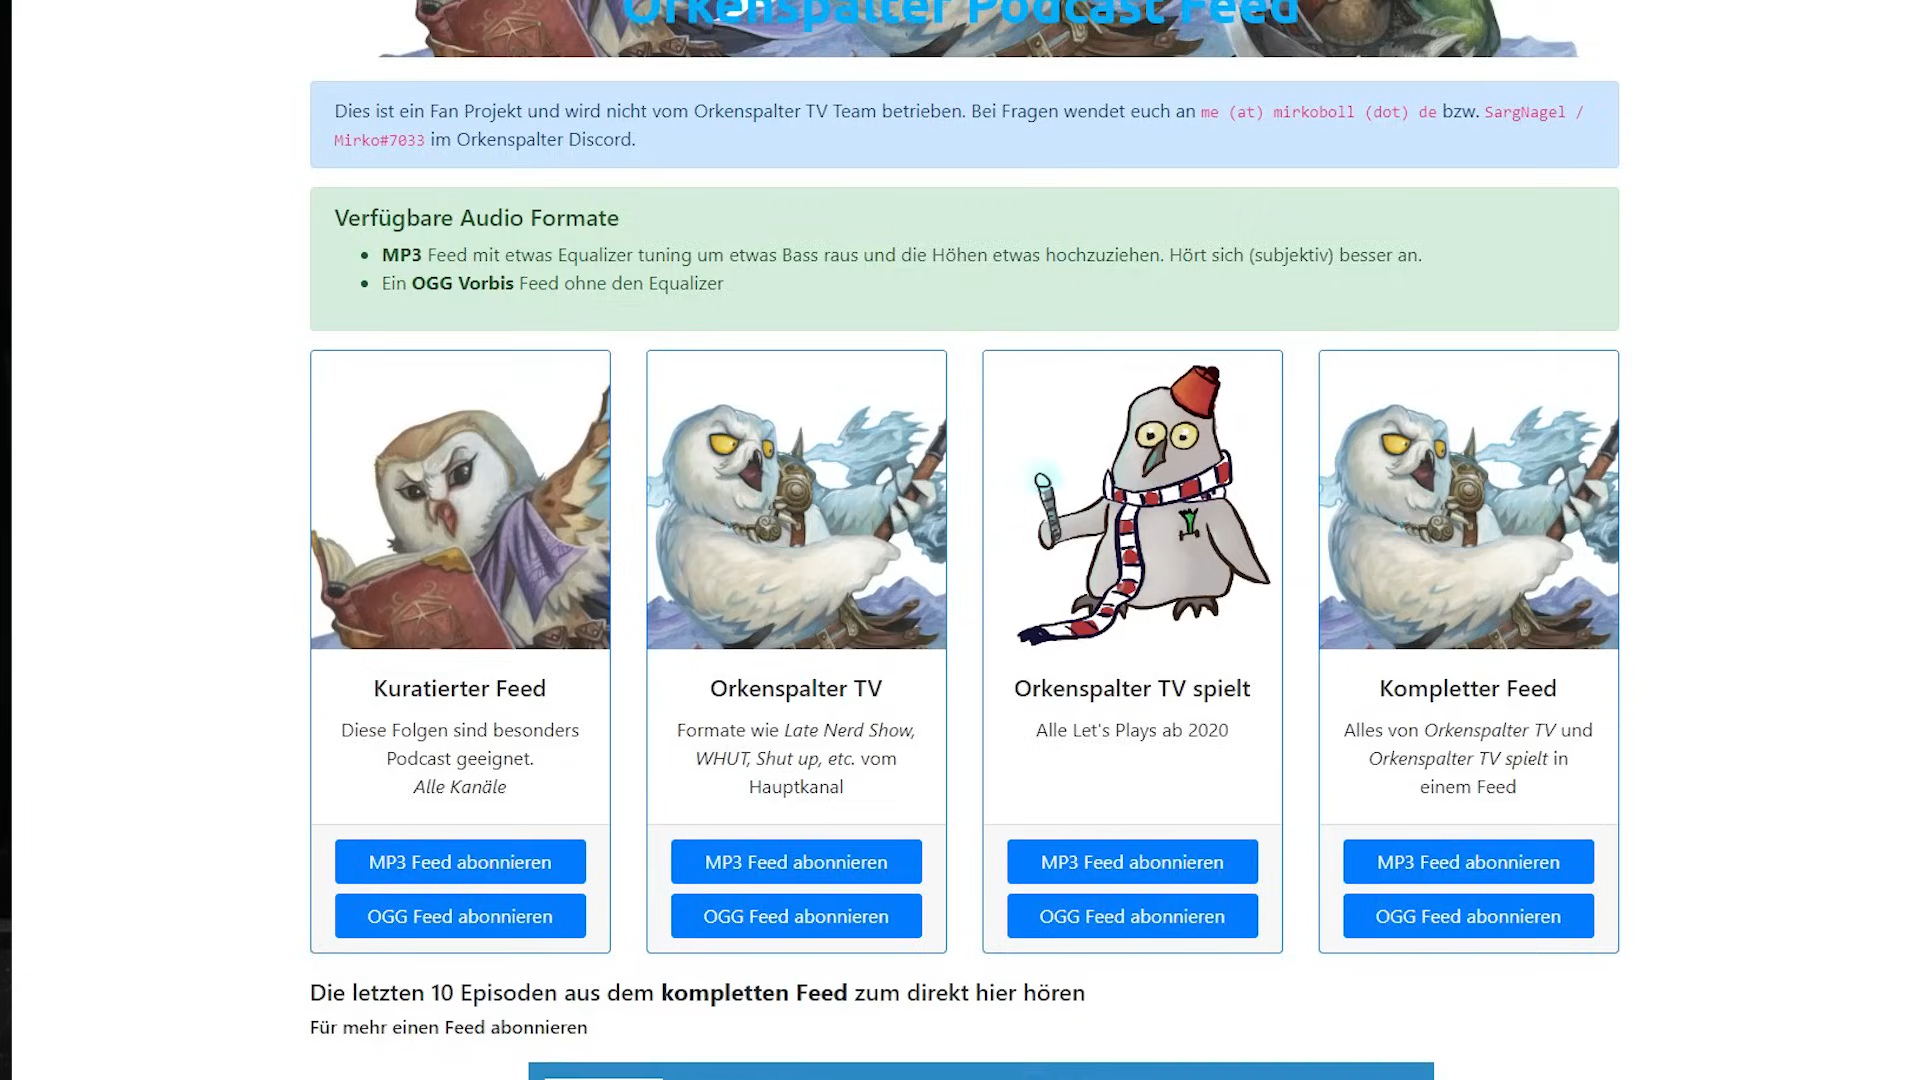 Orkenspalter Podcast Feed
Dies ist ein Fan Projekt und wird nicht vom Orkenspalter TV Team betrieben. Bei Fragen wendet euch an me (at) mirkoboll (dot) de bzw. SargNagel /
Mirko#7033 im Orkenspalter Discord.
Verfügbare Audio Formate
• MP3 Feed mit etwas Equalizer tuning um etwas Bass raus und die Höhen etwas hochzuziehen. Hört sich (subjektiv) besser an.
• Ein OGG Vorbis Feed ohne den Equalizer
Kuratierter Feed
Diese Folgen sind besonders
Podcast geeignet.
Alle Kanäle
MP3 Feed abonnieren
OGG Feed abonnieren
Orkenspalter TV
Formate wie Late Nerd Show,
WHUT, Shut up, etc. vom
Hauptkanal
MP3 Feed abonnieren
OGG Feed abonnieren
Orkenspalter TV spielt
Alle Let's Plays ab 2020
MP3 Feed abonnieren
OGG Feed abonnieren
Kompletter Feed
Alles von Orkenspalter TV und
Orkenspalter TV spielt in
einem Feed
MP3 Feed abonnieren
OGG Feed abonnieren
Die letzten 10 Episoden aus dem kompletten Feed zum direkt hier hören
Für mehr einen Feed abonnieren